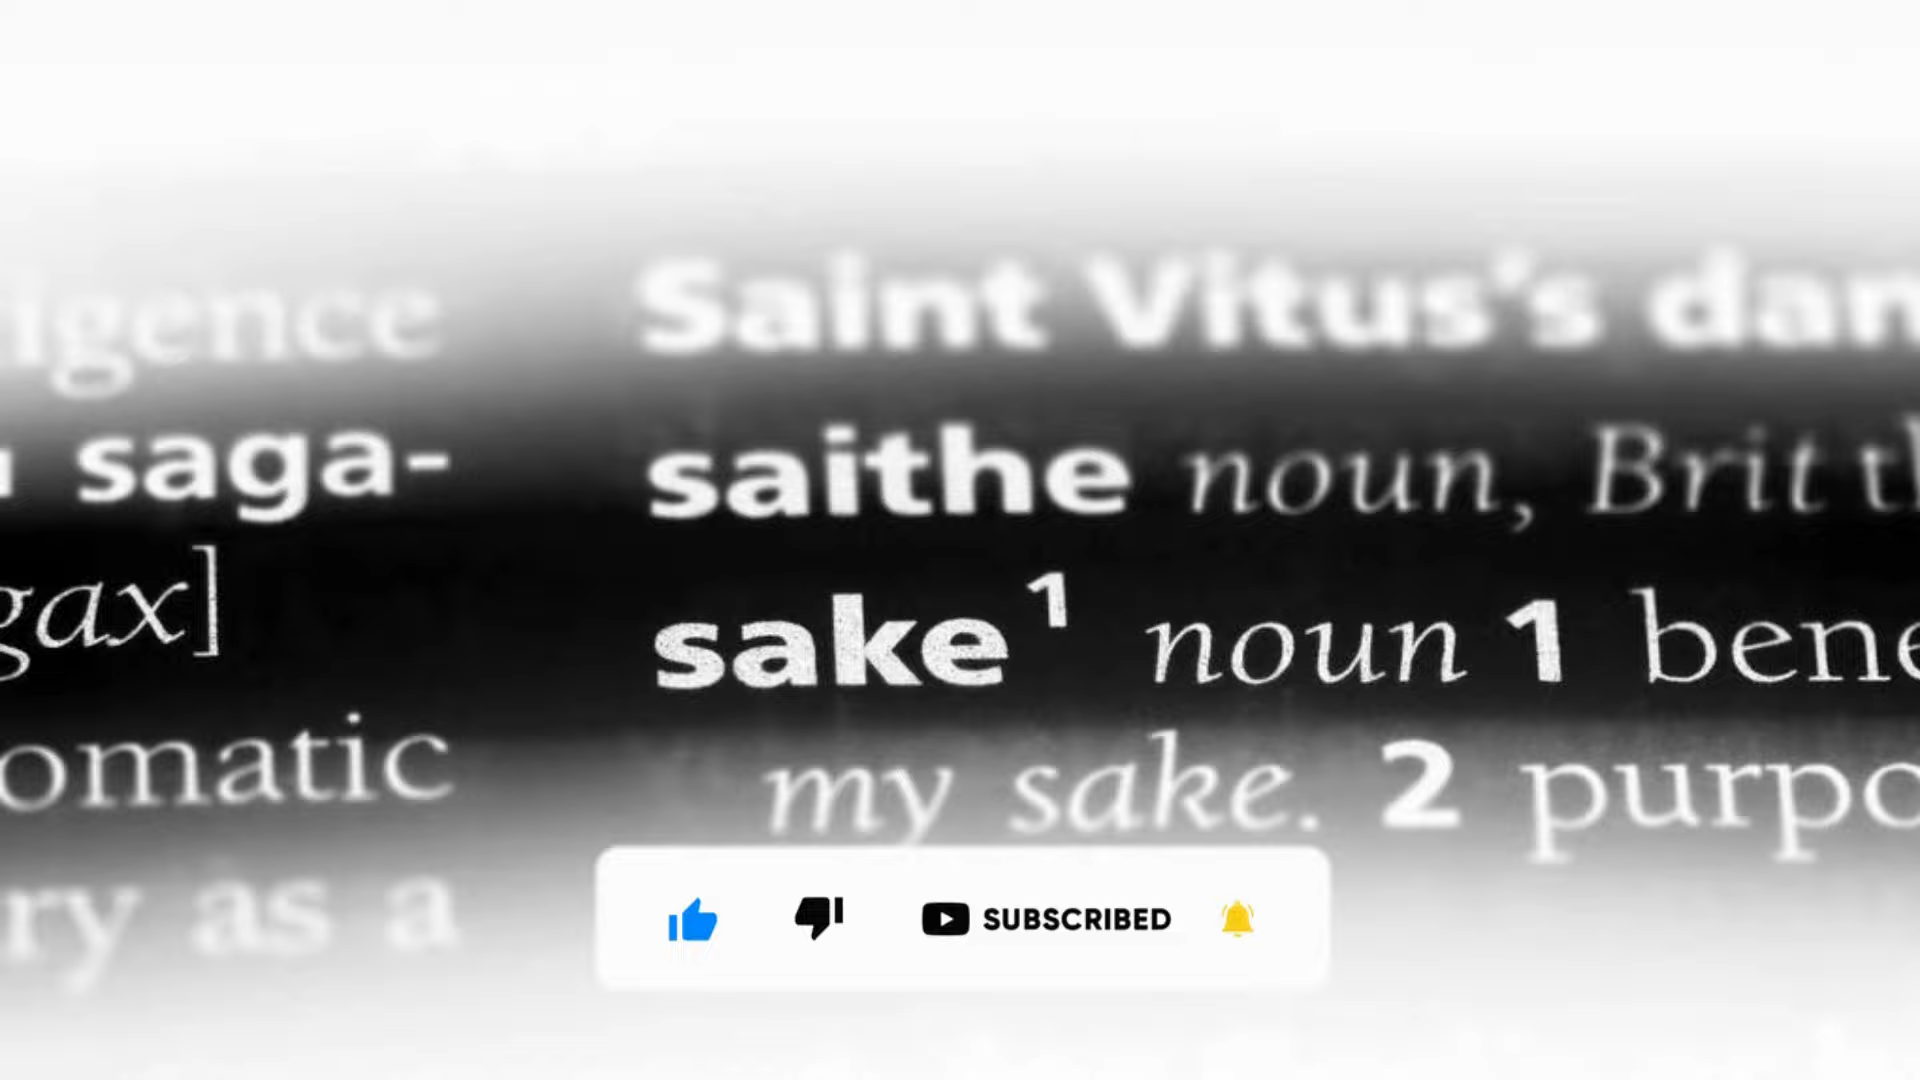 igence
saga-
gax]
omatic
ry as a
Saint Vitus's dan
saithe noun, Brit th
sake¹ noun 1 bene
my sake. 2 purpo
SUBSCRIBED